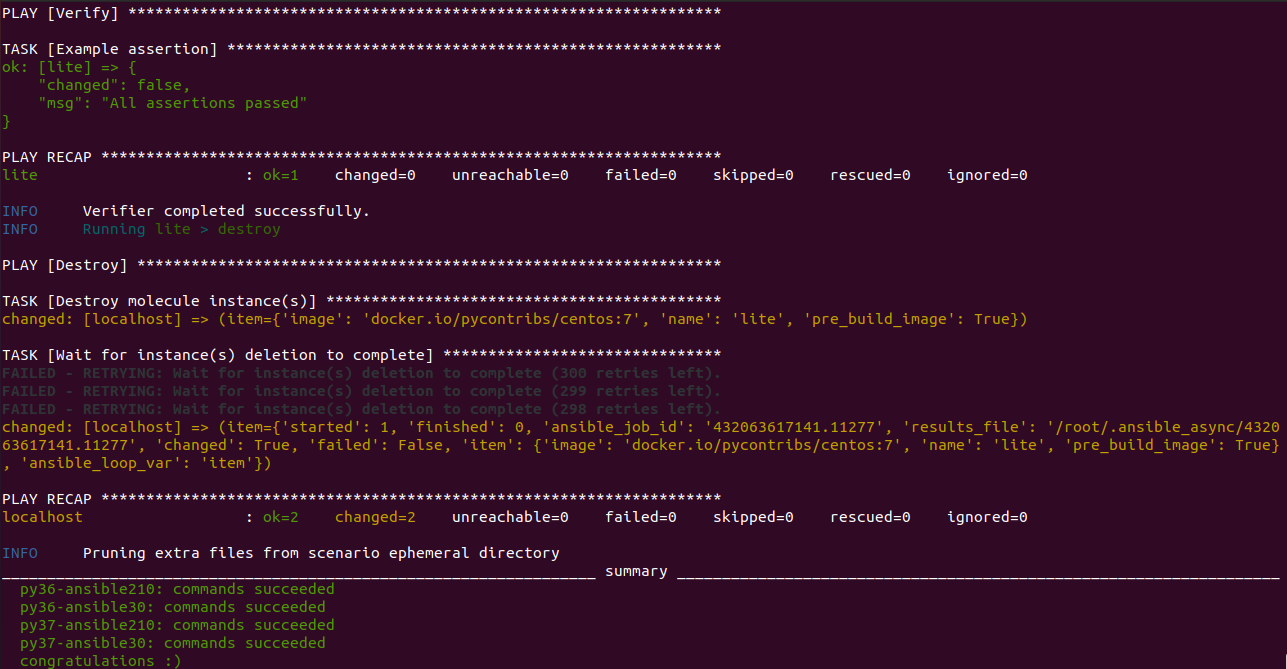 PLAY [Verify] ******************************************************************
TASK [Example assertion] *******************************************************
ok: [lite] => {
    "changed": false,
    "msg": "All assertions passed"
}
PLAY RECAP *********************************************************************
lite                       : ok=1    changed=0    unreachable=0    failed=0    skipped=0    rescued=0    ignored=0
INFO     Verifier completed successfully.
INFO     Running lite > destroy
PLAY [Destroy] *****************************************************************
TASK [Destroy molecule instance(s)] ********************************************
changed: [localhost] => (item={'image': 'docker.io/pycontribs/centos:7', 'name': 'lite', 'pre_build_image': True})
TASK [Wait for instance(s) deletion to complete] *******************************
FAILED - RETRYING: Wait for instance(s) deletion to complete (300 retries left).
FAILED - RETRYING: Wait for instance(s) deletion to complete (299 retries left).
FAILED - RETRYING: Wait for instance(s) deletion to complete (298 retries left).
changed: [localhost] => (item={'started': 1, 'finished': 0, 'ansible_job_id': '432063617141.11277', 'results_file': '/root/.ansible_async/4320
63617141.11277', 'changed': True, 'failed': False, 'item': {'image': 'docker.io/pycontribs/centos:7', 'name': 'lite', 'pre_build_image': True}
, 'ansible_loop_var': 'item'})
PLAY RECAP *********************************************************************
localhost                  : ok=2    changed=2    unreachable=0    failed=0    skipped=0    rescued=0    ignored=0
INFO     Pruning extra files from scenario ephemeral directory
__________________________________________________________________ summary ___________________________________________________________________
  py36-ansible210: commands succeeded
  py36-ansible30: commands succeeded
  py37-ansible210: commands succeeded
  py37-ansible30: commands succeeded
  congratulations :)